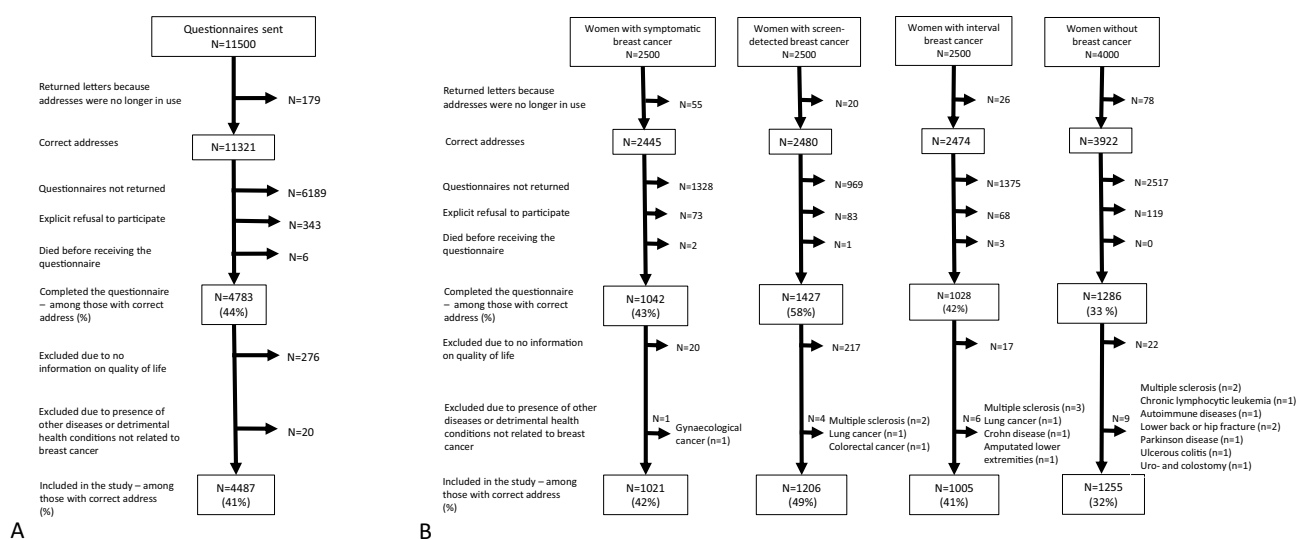 Questionnaires sent
N=11500
Returned letters because
addresses were no longer in use
N=179
Correct addresses
N=11321
Questionnaires not returned
N=6189
Explicit refusal to participate
N=343
Died before receiving the
questionnaire
N=6
Completed the questionnaire
– among those with correct
address (%)
N=4783
(44%)
Excluded due to no
information on quality of life
N=276
Excluded due to presence of
other diseases or detrimental
health conditions not related to
breast cancer
N=20
Included in the study – among
those with correct address
(%)
N=4487
(41%)
A
Women with symptomatic
breast cancer
N=2500
Women with screen-
detected breast cancer
N=2500
Women with interval
breast cancer
N=2500
Women without
breast cancer
N=4000
Returned letters because
addresses were no longer in use
N=55
N=20
N=26
N=78
Correct addresses
N=2445
N=2480
N=2474
N=3922
Questionnaires not returned
N=1328
N=969
N=1375
N=2517
Explicit refusal to participate
N=73
N=83
N=68
N=119
Died before receiving the
questionnaire
N=2
N=1
N=3
N=0
Completed the questionnaire
– among those with correct
address (%)
N=1042
(43%)
N=1427
(58%)
N=1028
(42%)
N=1286
(33 %)
Excluded due to no information
on quality of life
N=20
N=217
N=17
N=22
Excluded due to presence of other
diseases or detrimental health
conditions not related to breast
cancer
N=1
Gynaecological
cancer (n=1)
N=4
Multiple sclerosis (n=2)
Lung cancer (n=1)
Colorectal cancer (n=1)
N=6
Multiple sclerosis (n=3)
Lung cancer (n=1)
Crohn disease (n=1)
Amputated lower
extremities (n=1)
N=9
Multiple sclerosis (n=2)
Chronic lymphocytic leukemia (n=1)
Autoimmune diseases (n=1)
Lower back or hip fracture (n=2)
Parkinson disease (n=1)
Ulcerous colitis (n=1)
Uro- and colostomy (n=1)
Included in the study – among
those with correct address
(%)
N=1021
(42%)
N=1206
(49%)
N=1005
(41%)
N=1255
(32%)
B